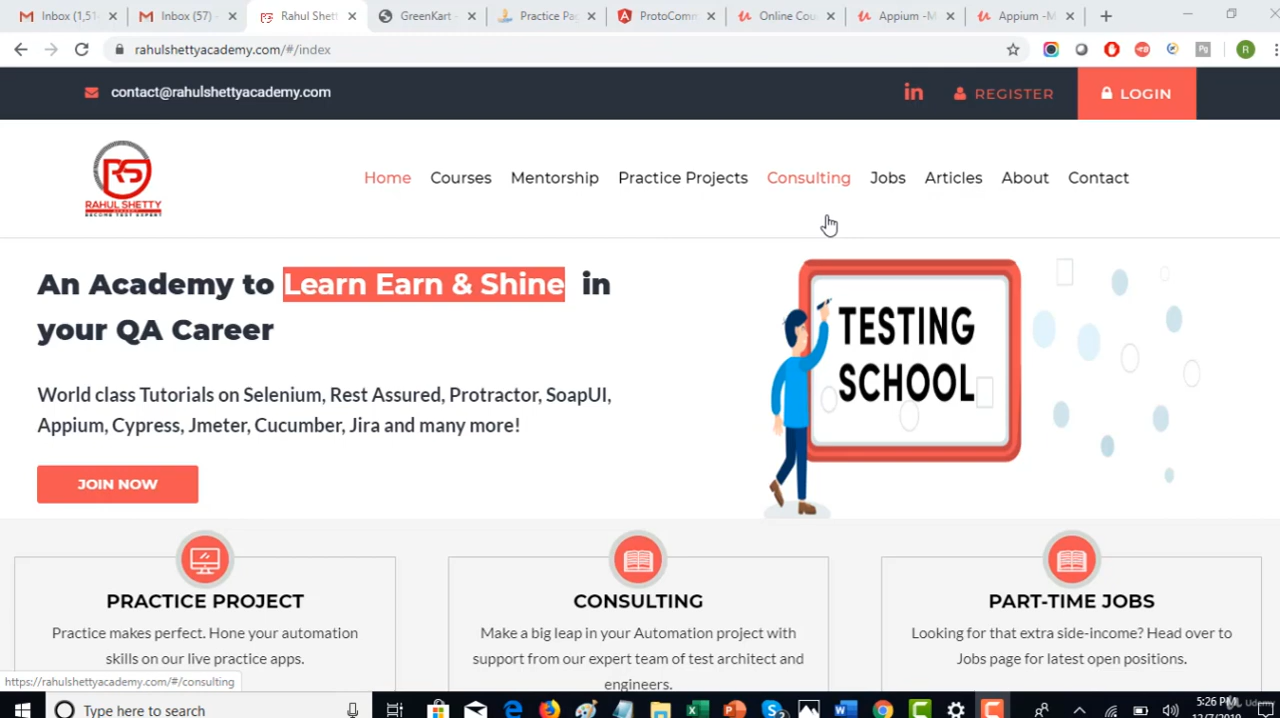 Inbox (1,51
Inbox (57) -
Rahul Shett
GreenKart -
Practice Pag
ProtoComm
Online Cou
Appium -M
Appium -M
rahulshettyacademy.com/#/index
contact@rahulshettyacademy.com
in
REGISTER
LOGIN
RS
RAHUL SHETTY
Home
Courses
Mentorship
Practice Projects
Consulting
Jobs
Articles
About
Contact
An Academy to Learn Earn & Shine in
your QA Career
World class Tutorials on Selenium, Rest Assured, Protractor, SoapUI,
Appium, Cypress, Jmeter, Cucumber, Jira and many more!
JOIN NOW
TESTING
SCHOOL
PRACTICE PROJECT
Practice makes perfect. Hone your automation
skills on our live practice apps.
CONSULTING
Make a big leap in your Automation project with
support from our expert team of test architect and
engineers.
PART-TIME JOBS
Looking for that extra side-income? Head over to
Jobs page for latest open positions.
https://rahulshettyacademy.com/#/consulting
Type here to search
5:26 PM
Udemy